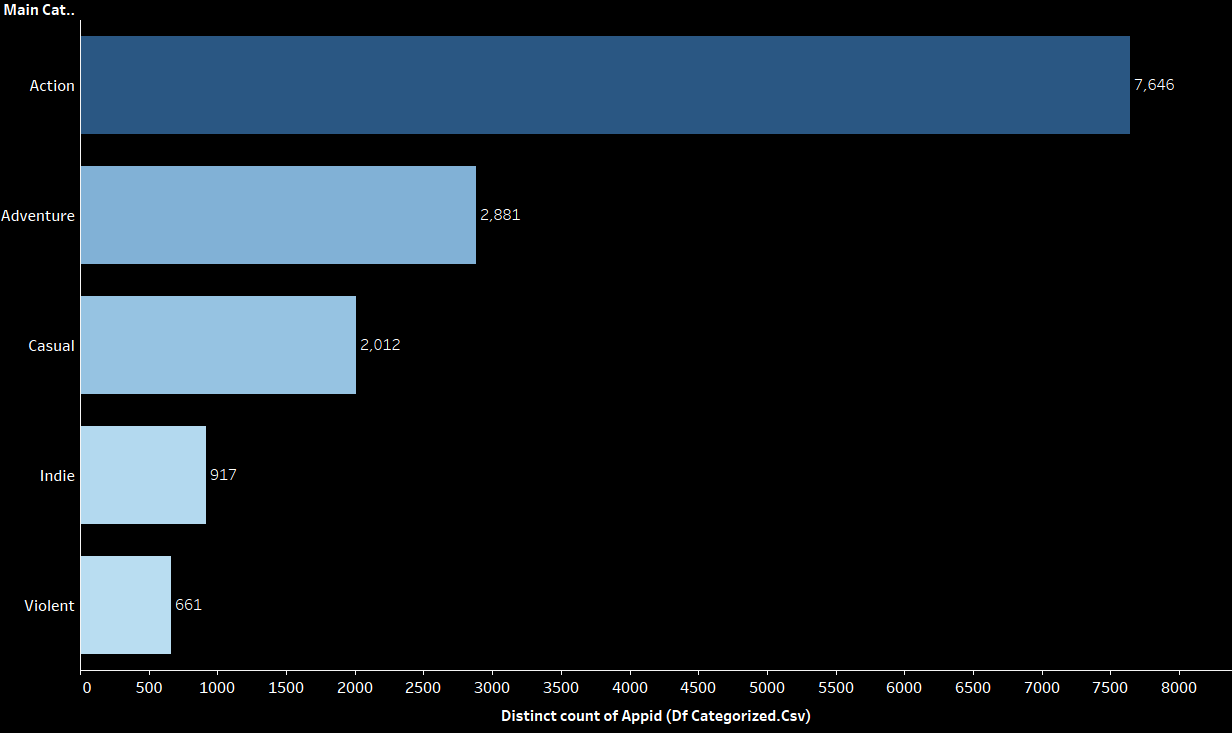 Main Cat..
Action
7,646
Adventure
2,881
Casual
2,012
Indie
917
Violent
661
0 500 1000 1500 2000 2500 3000 3500 4000 4500 5000 5500 6000 6500 7000 7500 8000
Distinct count of Appid (Df Categorized.Csv)